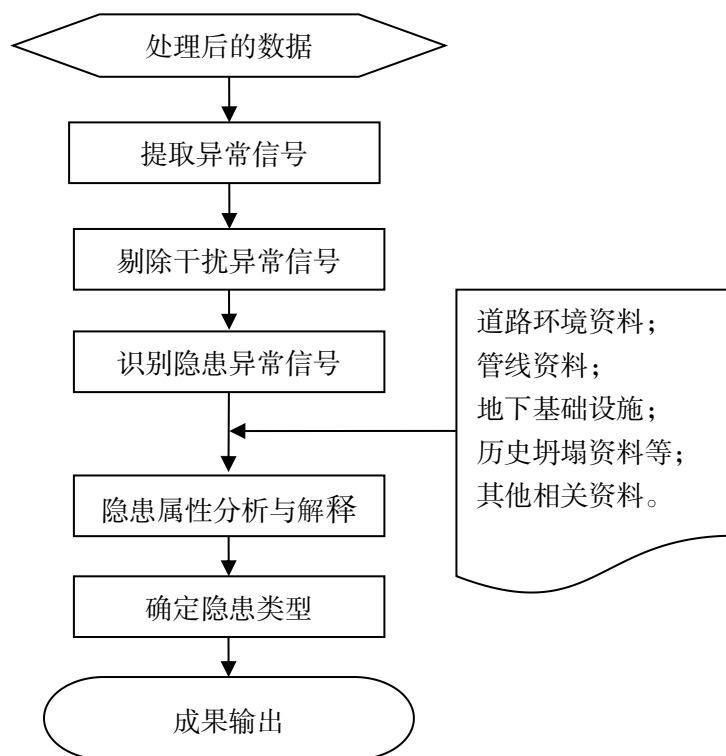 处理后的数据
提取异常信号
剔除干扰异常信号
识别隐患异常信号
道路环境资料；
管线资料；
地下基础设施；
历史坍塌资料等；
其他相关资料。
隐患属性分析与解释
确定隐患类型
成果输出